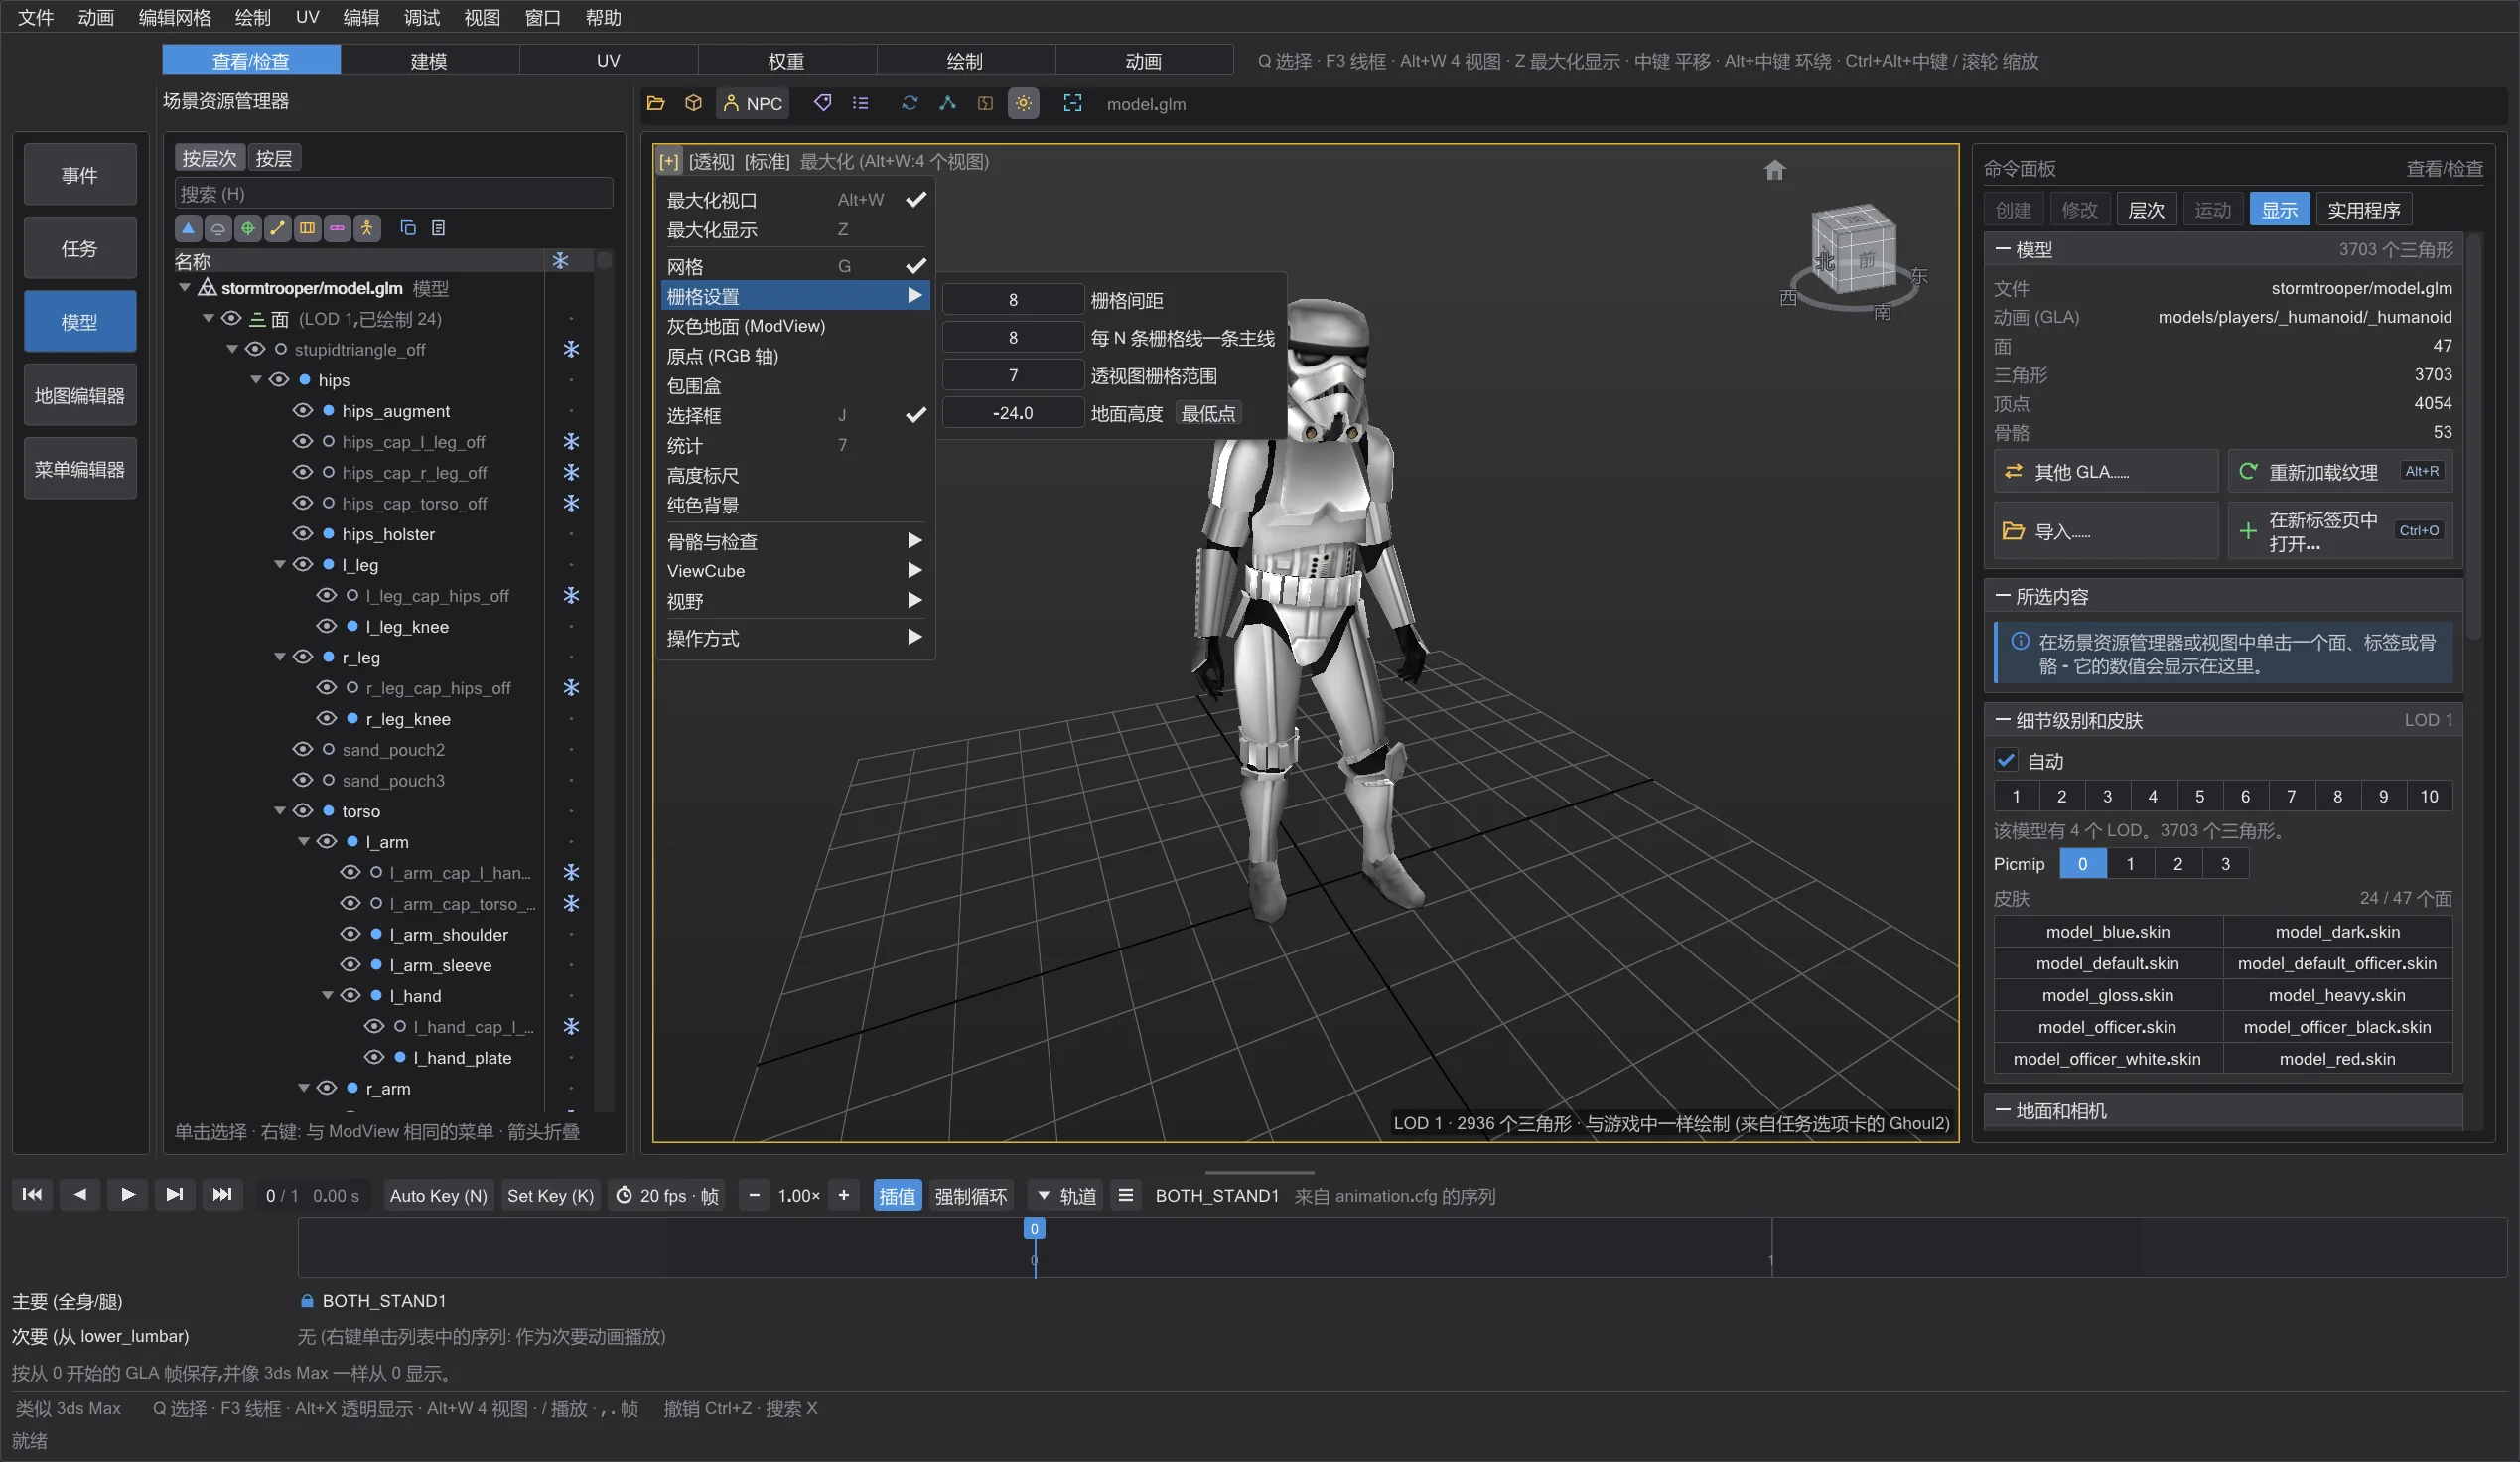 文件 动画 编辑网格 绘制 UV 编辑 调试 视图 窗口 帮助
查看/检查 建模 UV 权重 绘制 动画 Q 选择 · F3 线框 · Alt+W 4 视图 · Z 最大化显示 · 中键 平移 · Alt+中键 环绕 · Ctrl+Alt+中键 / 滚轮 缩放
场景资源管理器
NPC model.glm
事件
任务
模型
地图编辑器
菜单编辑器
按层次 按层
搜索 (H)
名称
stormtrooper/model.glm 模型
面 (LOD 1,已绘制 24)
stupidtriangle_off
hips
hips_augment
hips_cap_l_leg_off
hips_cap_r_leg_off
hips_cap_torso_off
hips_holster
l_leg
l_leg_cap_hips_off
l_leg_knee
r_leg
r_leg_cap_hips_off
r_leg_knee
sand_pouch2
sand_pouch3
torso
l_arm
l_arm_cap_l_han...
l_arm_cap_torso_...
l_arm_shoulder
l_arm_sleeve
l_hand
l_hand_cap_l_...
l_hand_plate
r_arm
单击选择 · 右键: 与 ModView 相同的菜单 · 箭头折叠
[+] [透视] [标准] 最大化 (Alt+W:4 个视图)
最大化视口 Alt+W
最大化显示 Z
网格 G
栅格设置
灰色地面 (ModView)
原点 (RGB 轴)
包围盒
选择框 J
统计 7
高度标尺
纯色背景
骨骼与检查
ViewCube
视野
操作方式
8 栅格间距
8 每 N 条栅格线一条主线
7 透视图栅格范围
-24.0 地面高度 最低点
北 前
西 东
南
LOD 1 · 2936 个三角形 · 与游戏中一样绘制 (来自任务选项卡的 Ghoul2)
命令面板 查看/检查
创建 修改 层次 运动 显示 实用程序
模型 3703 个三角形
文件 stormtrooper/model.glm
动画 (GLA) models/players/_humanoid/_humanoid
面 47
三角形 3703
顶点 4054
骨骼 53
其他 GLA...... 重新加载纹理 Alt+R
导入...... 在新标签页中打开... Ctrl+O
所选内容
在场景资源管理器或视图中单击一个面、标签或骨
骼 - 它的数值会显示在这里。
细节级别和皮肤 LOD 1
自动
1 2 3 4 5 6 7 8 9 10
该模型有 4 个 LOD。3703 个三角形。
Picmip 0 1 2 3
皮肤 24 / 47 个面
model_blue.skin model_dark.skin
model_default.skin model_default_officer.skin
model_gloss.skin model_heavy.skin
model_officer.skin model_officer_black.skin
model_officer_white.skin model_red.skin
地面和相机
0 / 1 0.00 s Auto Key (N) Set Key (K) 20 fps · 帧 − 1.00× + 插值 强制循环 轨道 BOTH_STAND1 来自 animation.cfg 的序列
0
0 1
主要 (全身/腿) BOTH_STAND1
次要 (从 lower_lumbar) 无 (右键单击列表中的序列: 作为次要动画播放)
按从 0 开始的 GLA 帧保存,并像 3ds Max 一样从 0 显示。
类似 3ds Max Q 选择 · F3 线框 · Alt+X 透明显示 · Alt+W 4 视图 · / 播放 · , . 帧 撤销 Ctrl+Z · 搜索 X
就绪